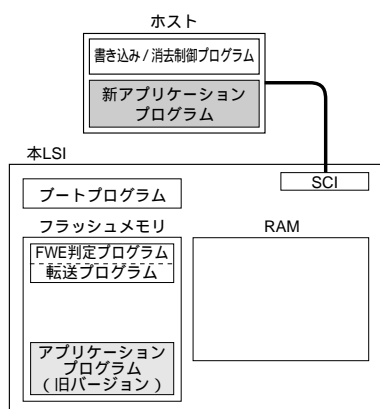 ホスト
書き込み/消去制御プログラム
新アプリケーション
プログラム
本LSI
SCI
ブートプログラム
フラッシュメモリ
RAM
FWE判定プログラム
転送プログラム
アプリケーション
プログラム
(旧バージョン)